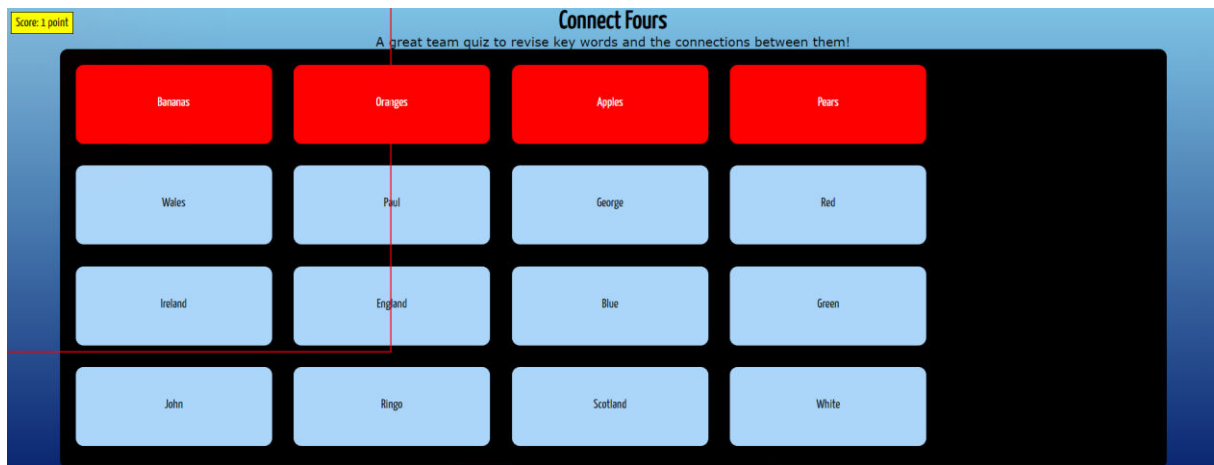 Score: 1 point
Connect Fours
A great team quiz to revise key words and the connections between them!
Bananas Oranges Apples Pears
Wales Paul George Red
Ireland England Blue Green
John Ringo Scotland White